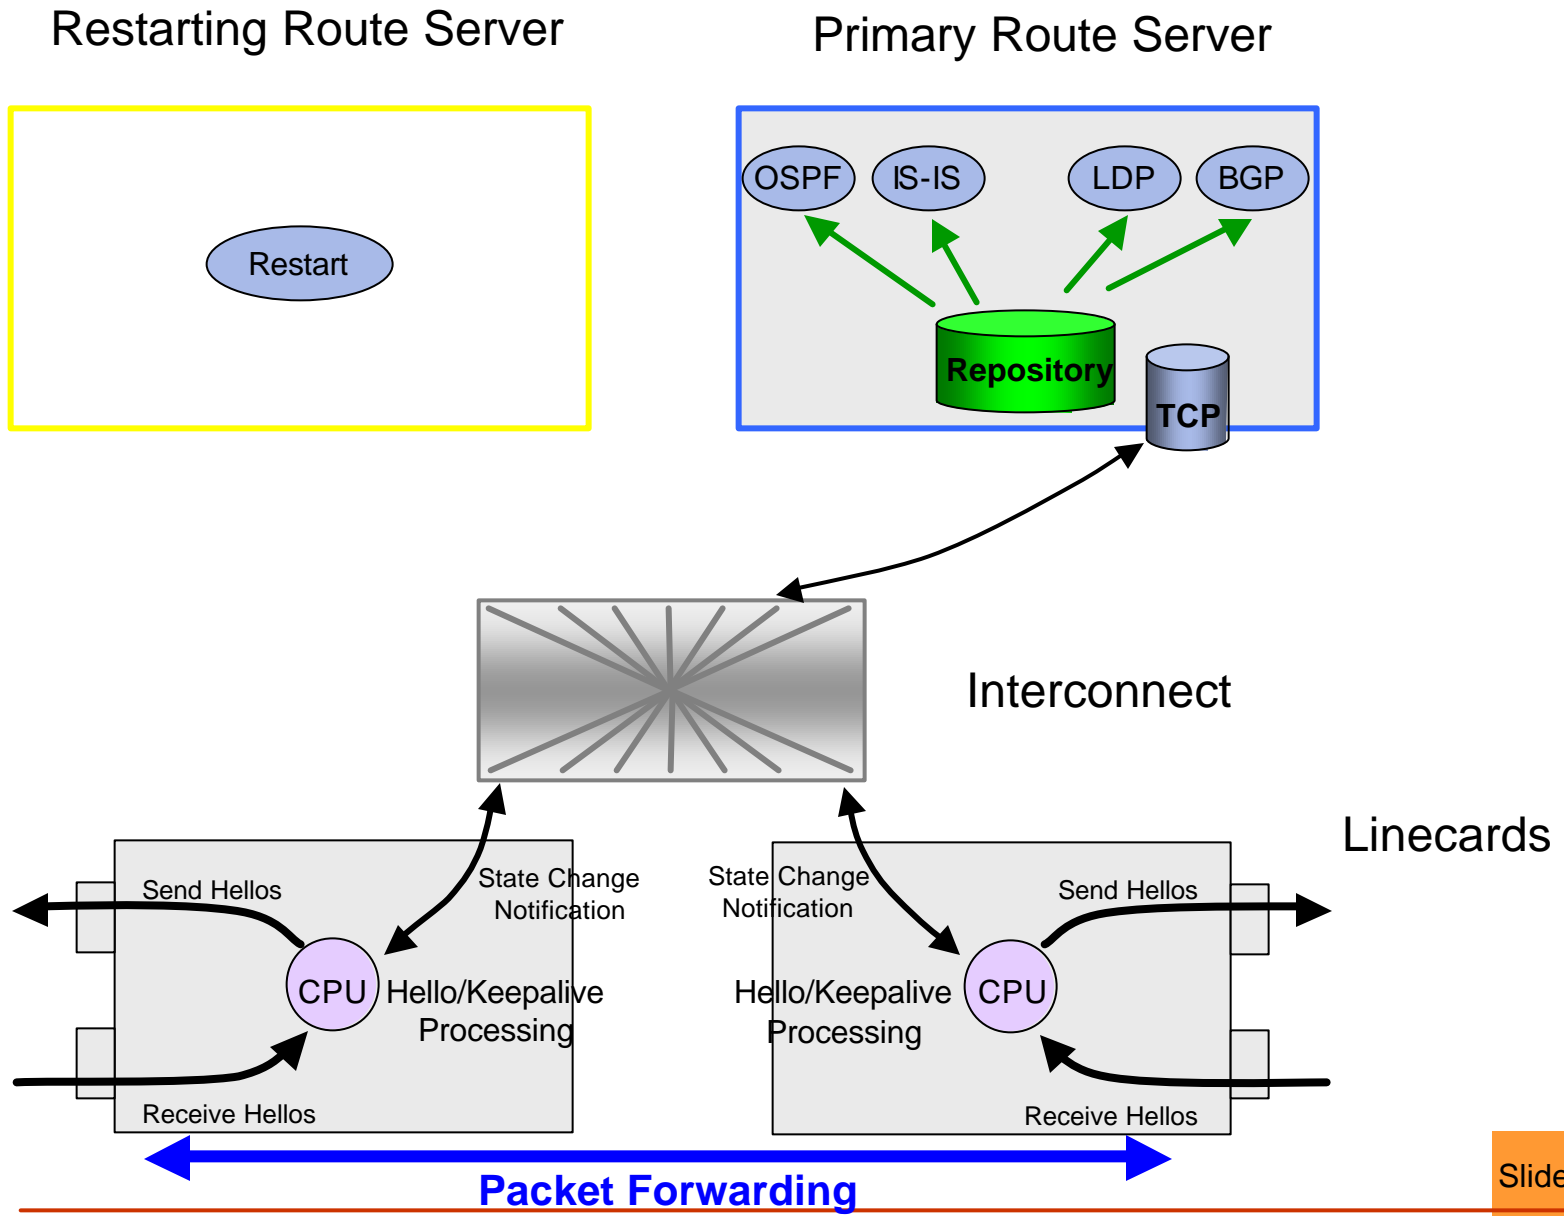 Restarting Route Server
Primary Route Server
OSPF
IS-IS
LDP
BGP
Restart
Repository
TCP
Interconnect
Linecards
Send Hellos
State Change
Notification
State Change
Notification
Send Hellos
CPU
Hello/Keepalive
Processing
Hello/Keepalive
Processing
CPU
Receive Hellos
Receive Hellos
Packet Forwarding
Slide